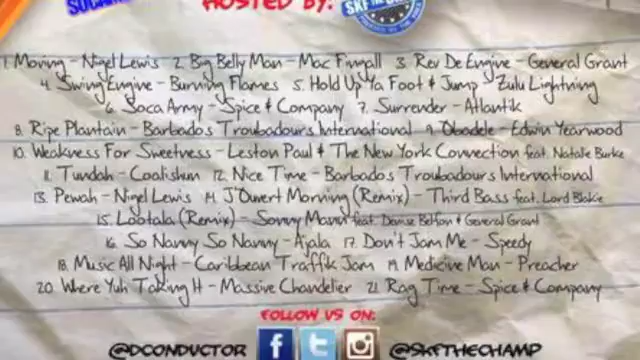 HOSTED BY:
1. Moving - Nigel Lewis 2. Big Belly Man - Mac Fingall 3. Rev De Engine - General Grant
4. Swing Engine - Burning Flames 5. Hold Up Ya Foot & Jump - Zulu Lightning
6. Soca Army - Spice & Company 7. Surrender - Atlantik
8. Ripe Plantain - Barbados Troubadours International 9. Obadele - Edwin Yearwood
10. Weakness For Sweetness - Leston Paul & The New York Connection feat. Natalie Burke
11. Tundah - Coalishun 12. Nice Time - Barbados Troubadours International
13. Pewah - Nigel Lewis 14. J'Ouvert Morning (Remix) - Third Bass feat. Lord Blakie
15. Lootala (Remix) - Sonny Mann feat. Denise Belfon & General Grant
16. So Nanny So Nanny - Ajala 17. Don't Jam Me - Speedy
18. Music All Night - Caribbean Traffik Jam 19. Medicine Man - Preacher
20. Where Yuh Taking It - Massive Chandelier 21. Rag Time - Spice & Company
FOLLOW US ON:
@DCONDUCTOR @SKFTHECHAMP